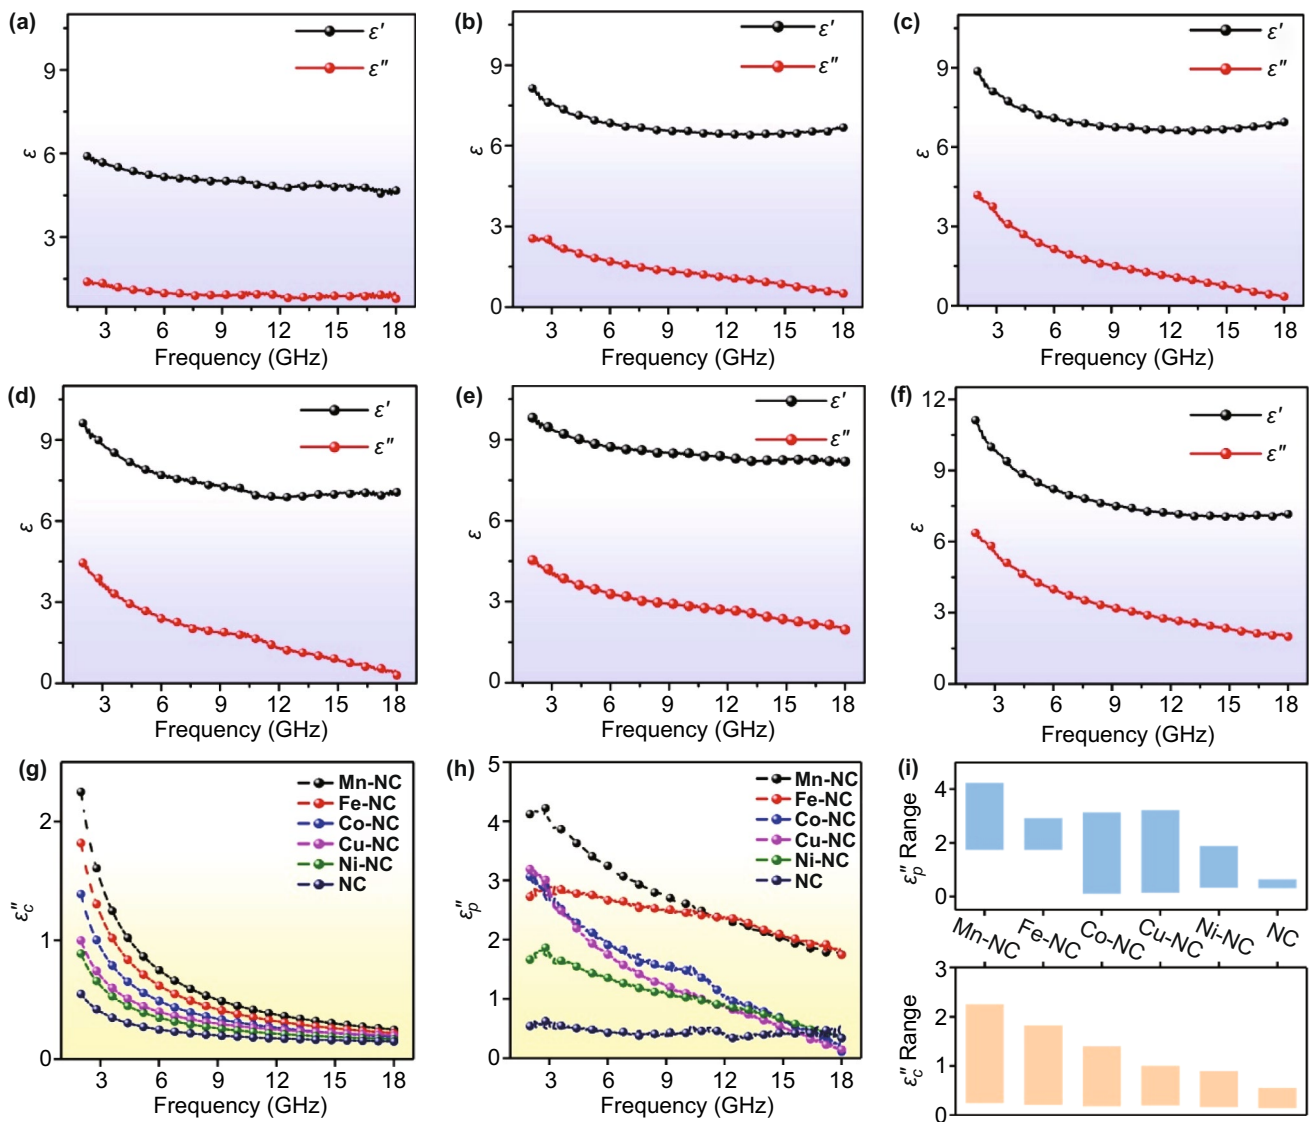 (a)
ε′
ε″
9
6
3
ε
3 6 9 12 15 18
Frequency (GHz)
(b)
ε′
ε″
9
6
3
0
ε
3 6 9 12 15 18
Frequency (GHz)
(c)
ε′
ε″
9
6
3
0
ε
3 6 9 12 15 18
Frequency (GHz)
(d)
ε′
ε″
9
6
3
0
ε
3 6 9 12 15 18
Frequency (GHz)
(e)
ε′
ε″
9
6
3
0
ε
3 6 9 12 15 18
Frequency (GHz)
(f)
ε′
ε″
12
9
6
3
0
ε
3 6 9 12 15 18
Frequency (GHz)
(g)
Mn-NC
Fe-NC
Co-NC
Cu-NC
Ni-NC
NC
2
1
0
ε″c
3 6 9 12 15 18
Frequency (GHz)
(h)
Mn-NC
Fe-NC
Co-NC
Cu-NC
Ni-NC
NC
5
4
3
2
1
0
ε″p
3 6 9 12 15 18
Frequency (GHz)
(i)
4
2
0
ε″p Range
Mn-NC Fe-NC Co-NC Cu-NC Ni-NC NC
3
2
1
0
ε″c Range